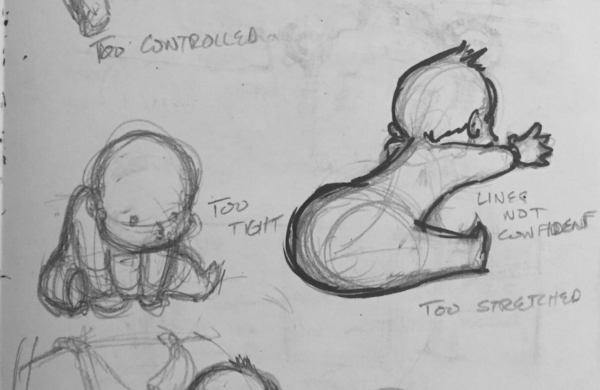 TOO CONTROLLED
TOO
TIGHT
LINES
NOT
CONFIDENT
TOO STRETCHED